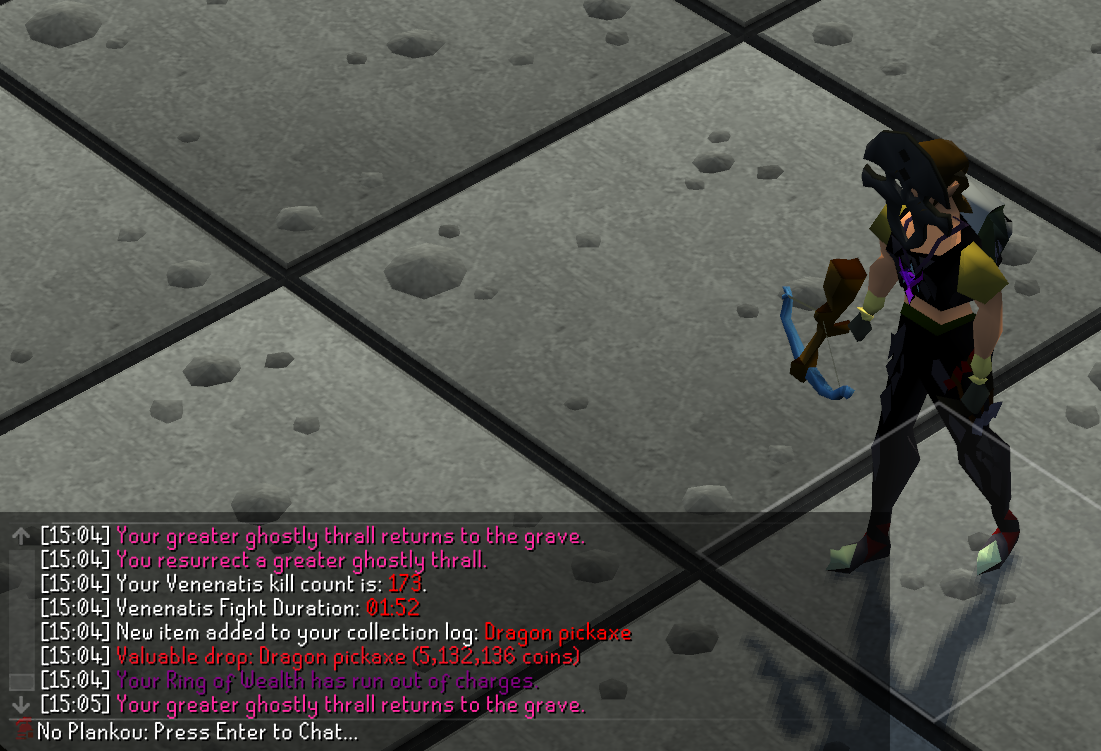 [15:04] Your greater ghostly thrall returns to the grave.
[15:04] You resurrect a greater ghostly thrall.
[15:04] Your Venenatis kill count is: 173.
[15:04] Venenatis Fight Duration: 01:52
[15:04] New item added to your collection log: Dragon pickaxe
[15:04] Valuable drop: Dragon pickaxe (5,132,136 coins)
[15:04] Your Ring of Wealth has run out of charges.
[15:05] Your greater ghostly thrall returns to the grave.
No Plankou: Press Enter to Chat...